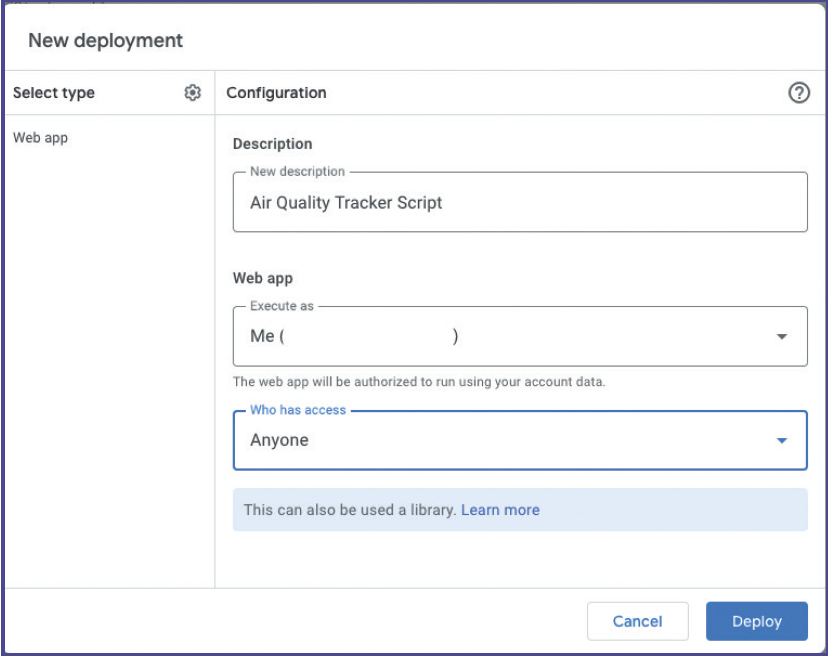 New deployment
Select type
Configuration
Web app
Description
New description
Air Quality Tracker Script
Web app
Execute as
Me ( )
The web app will be authorized to run using your account data.
Who has access
Anyone
This can also be used a library. Learn more
Cancel
Deploy